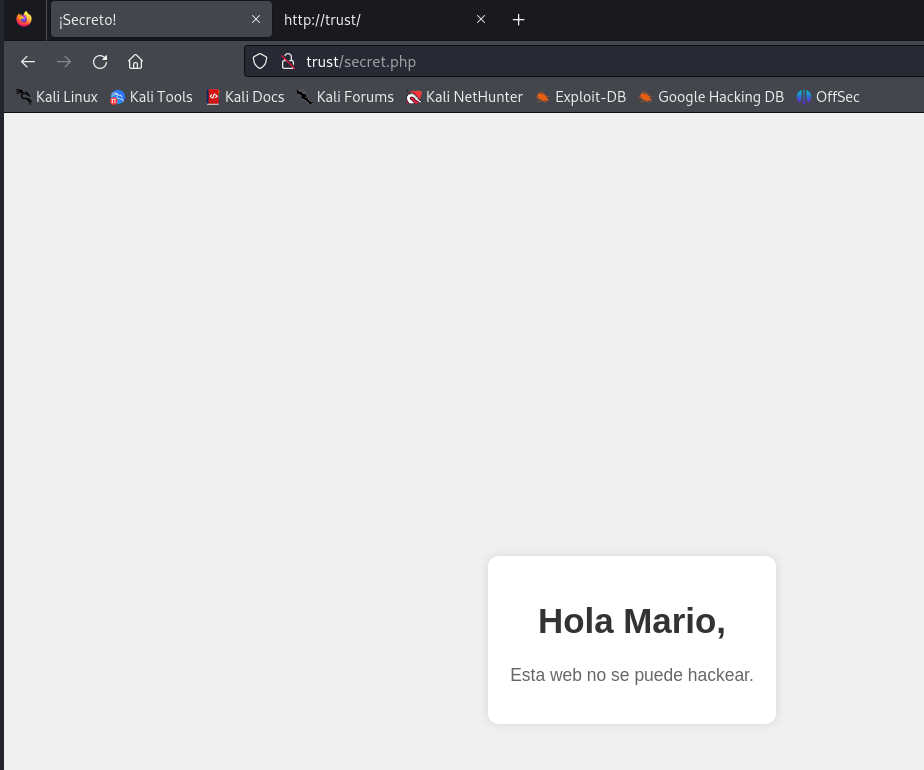 ¡Secreto!
http://trust/
trust/secret.php
Kali Linux Kali Tools Kali Docs Kali Forums Kali NetHunter Exploit-DB Google Hacking DB OffSec
Hola Mario,
Esta web no se puede hackear.